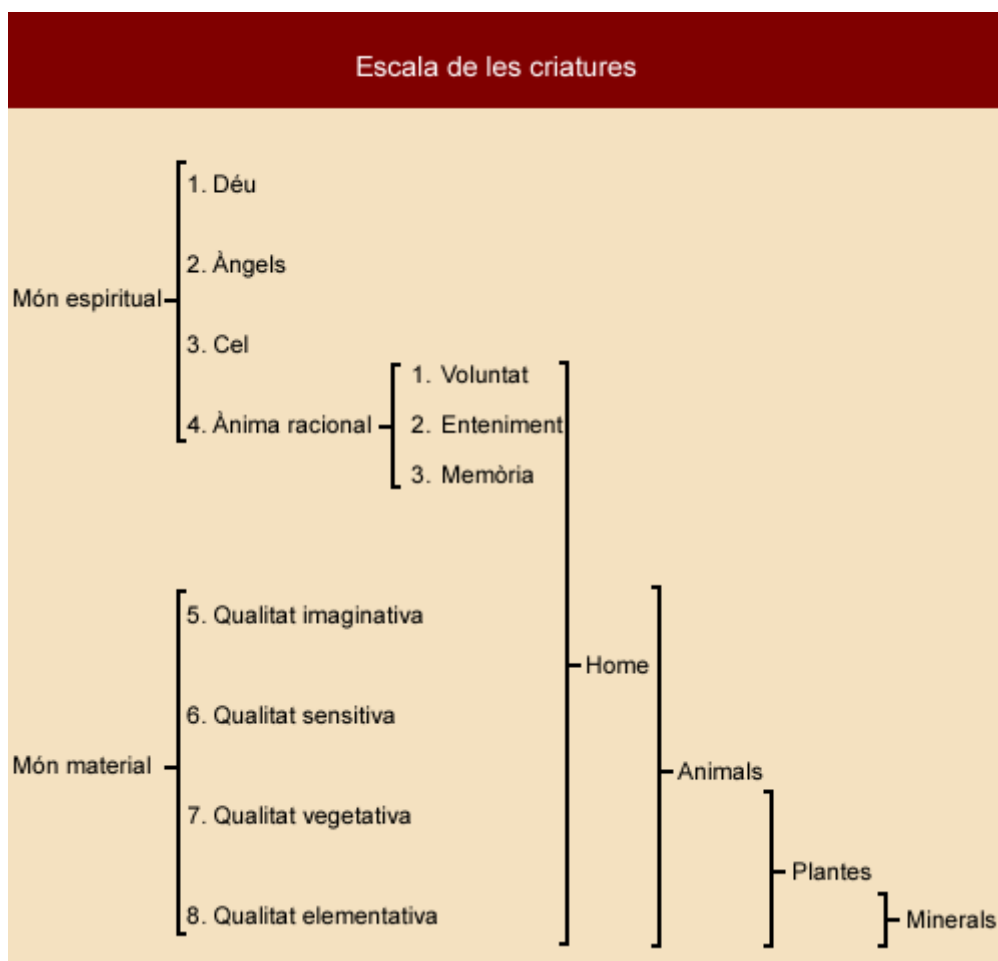 Escala de les criatures
Món espiritual
1. Déu
2. Àngels
3. Cel
4. Ànima racional
1. Voluntat
2. Enteniment
3. Memòria
Món material
5. Qualitat imaginativa
6. Qualitat sensitiva
7. Qualitat vegetativa
8. Qualitat elementativa
Home
Animals
Plantes
Minerals